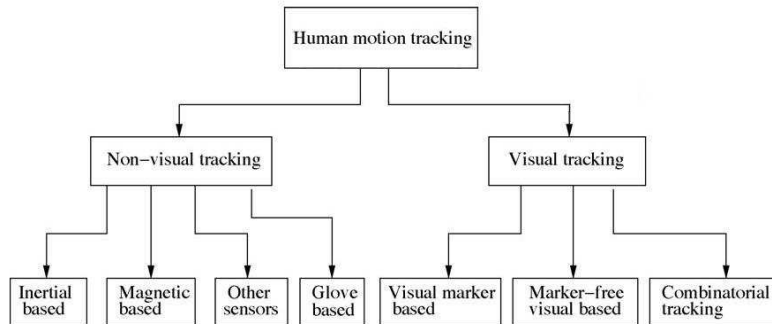 Human motion tracking
Non-visual tracking
Visual tracking
Inertial
based
Magnetic
based
Other
sensors
Glove
based
Visual marker
based
Marker-free
visual based
Combinatorial
tracking